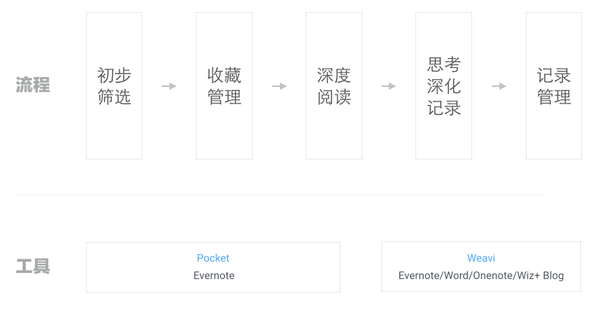 流程
初步
筛选
收藏
管理
深度
阅读
思考
深化
记录
记录
管理
工具
Pocket
Evernote
Weavi
Evernote/Word/Onenote/Wiz+ Blog